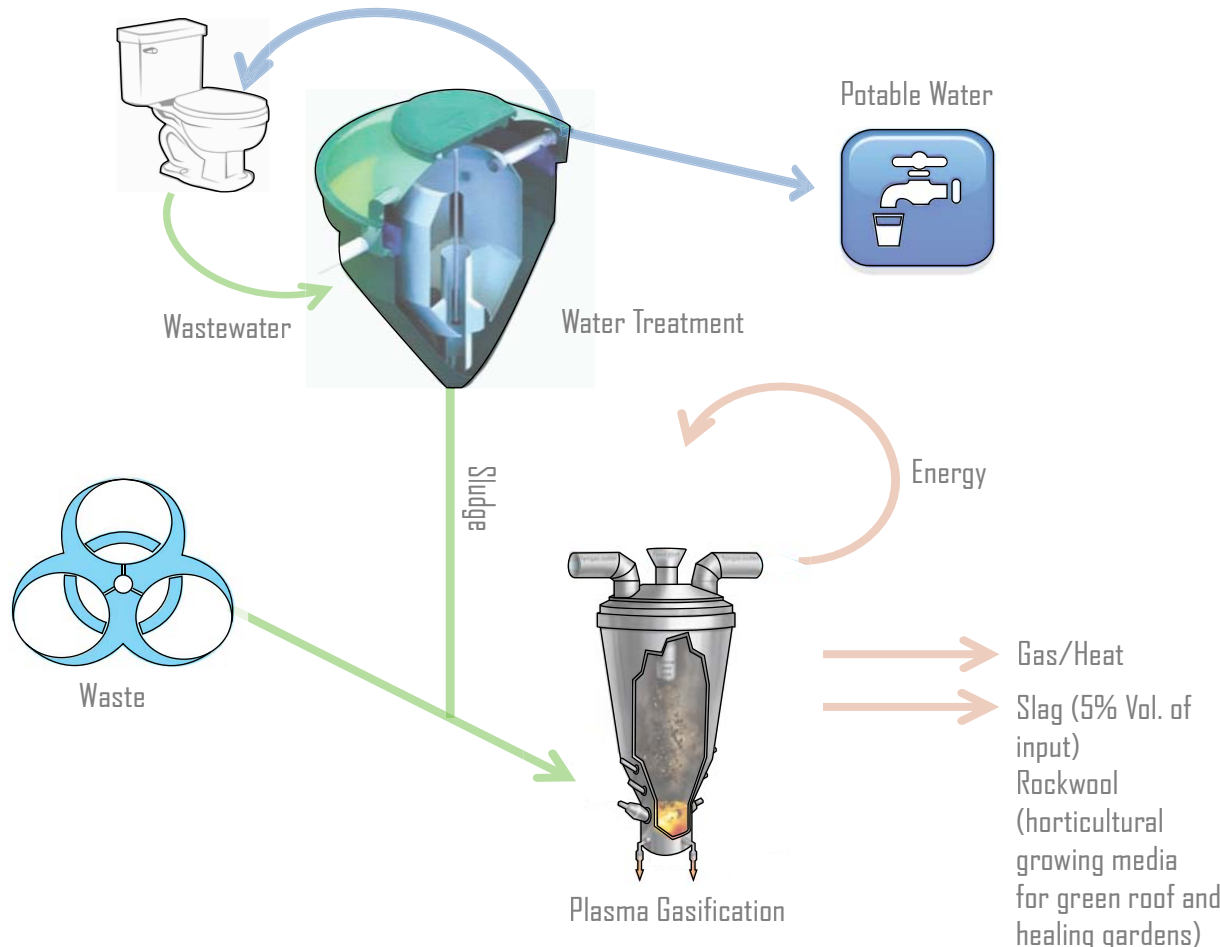 Potable Water
Wastewater
Water Treatment
Sludge
Energy
Waste
Gas/Heat
Slag (5% Vol. of
input)
Rockwool
(horticultural
growing media
for green roof and
healing gardens)
Plasma Gasification